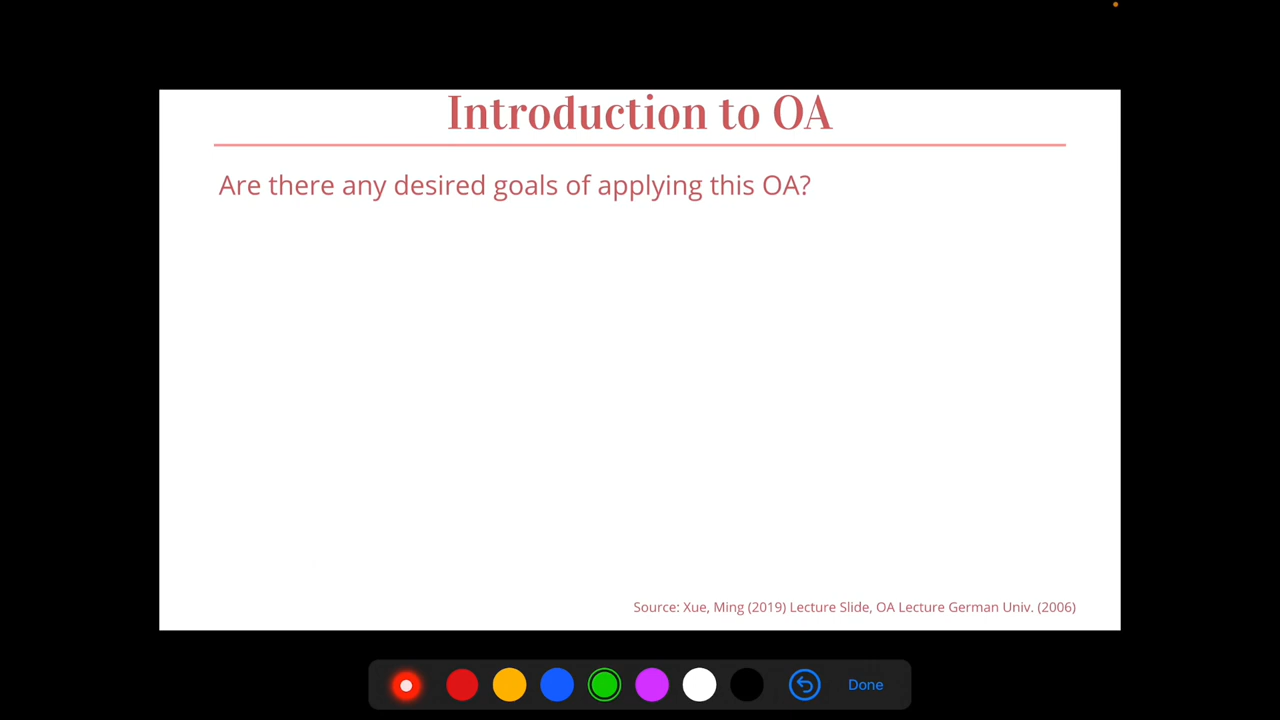 Introduction to OA
Are there any desired goals of applying this OA?
Source: Xue, Ming (2019) Lecture Slide, OA Lecture German Univ. (2006)
Done